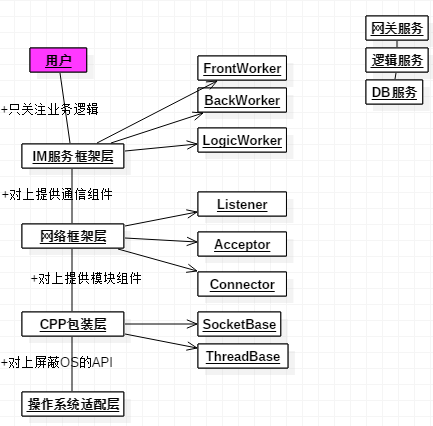 用户
+只关注业务逻辑
IM服务框架层
+对上提供通信组件
网络框架层
+对上提供模块组件
CPP包装层
+对上屏蔽OS的API
操作系统适配层
FrontWorker
BackWorker
LogicWorker
Listener
Acceptor
Connector
SocketBase
ThreadBase
网关服务
逻辑服务
DB服务